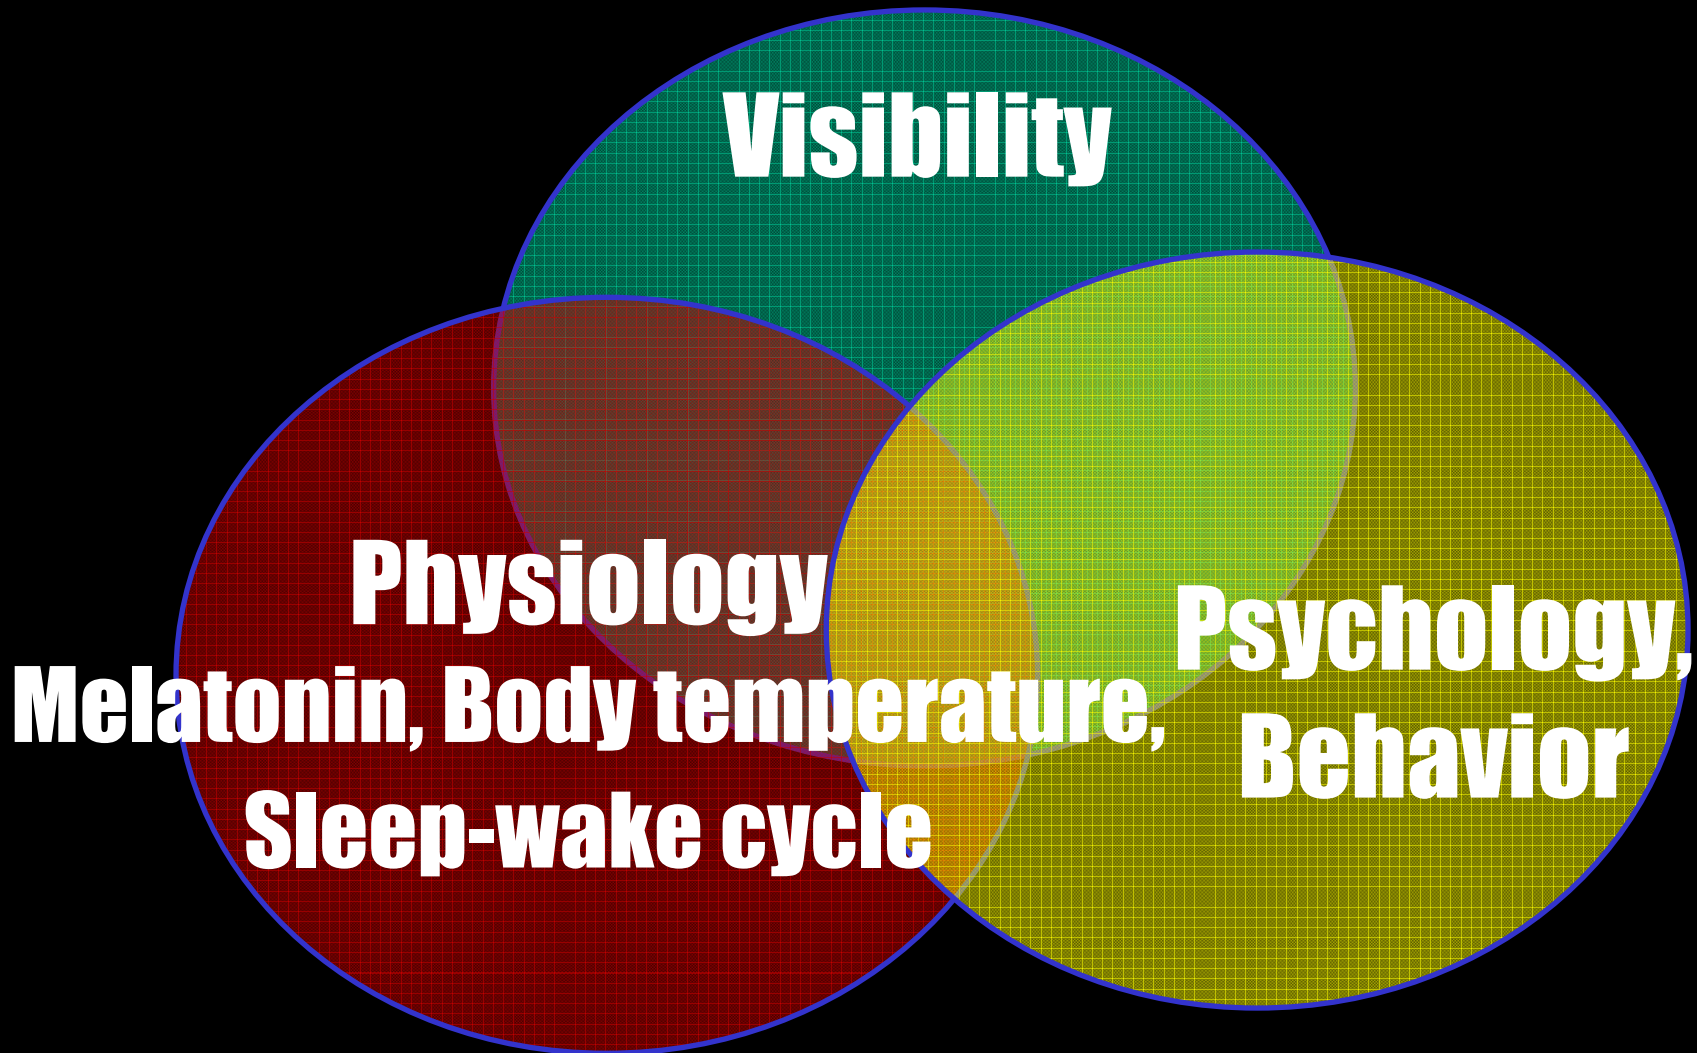 Visibility
Physiology
Melatonin, Body temperature,
Sleep-wake cycle
Psychology,
Behavior